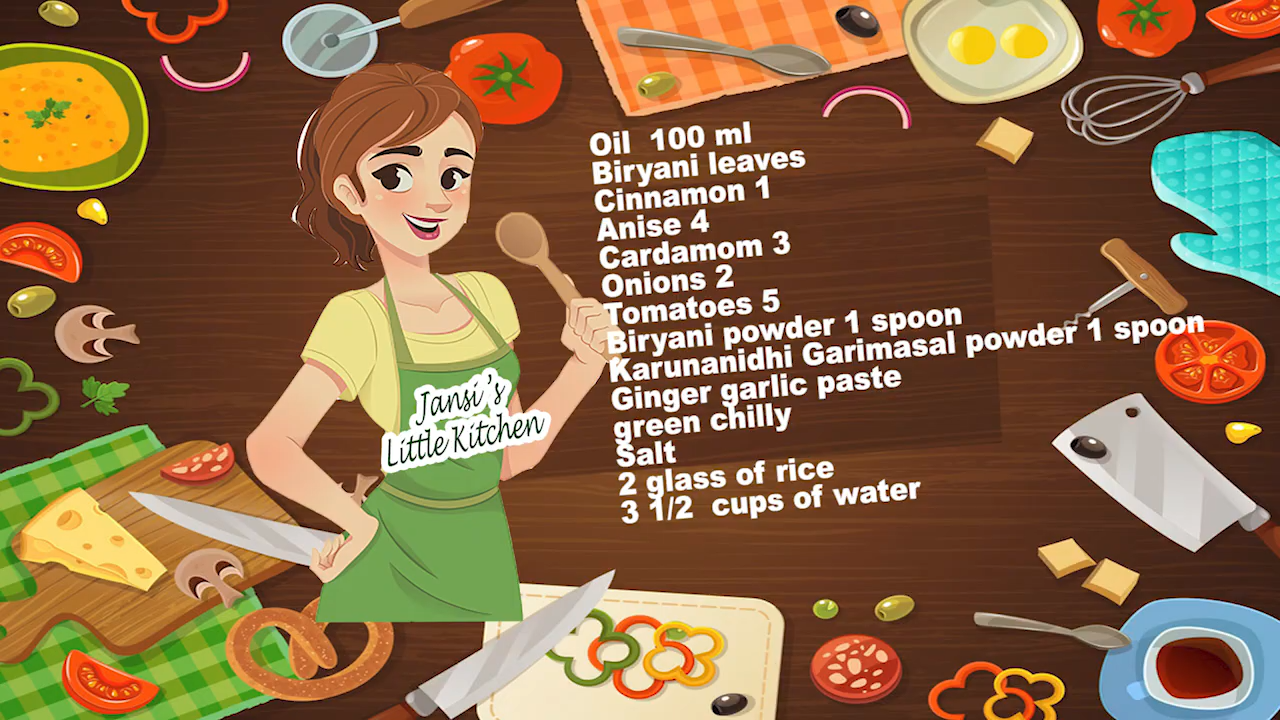 Oil 100 ml
Biryani leaves
Cinnamon 1
Anise 4
Cardamom 3
Onions 2
Tomatoes 5
Biryani powder 1 spoon
Karunanidhi Garimasal powder 1 spoon
Ginger garlic paste
green chilly
Salt
2 glass of rice
3 1/2 cups of water
Jansi's
Little Kitchen